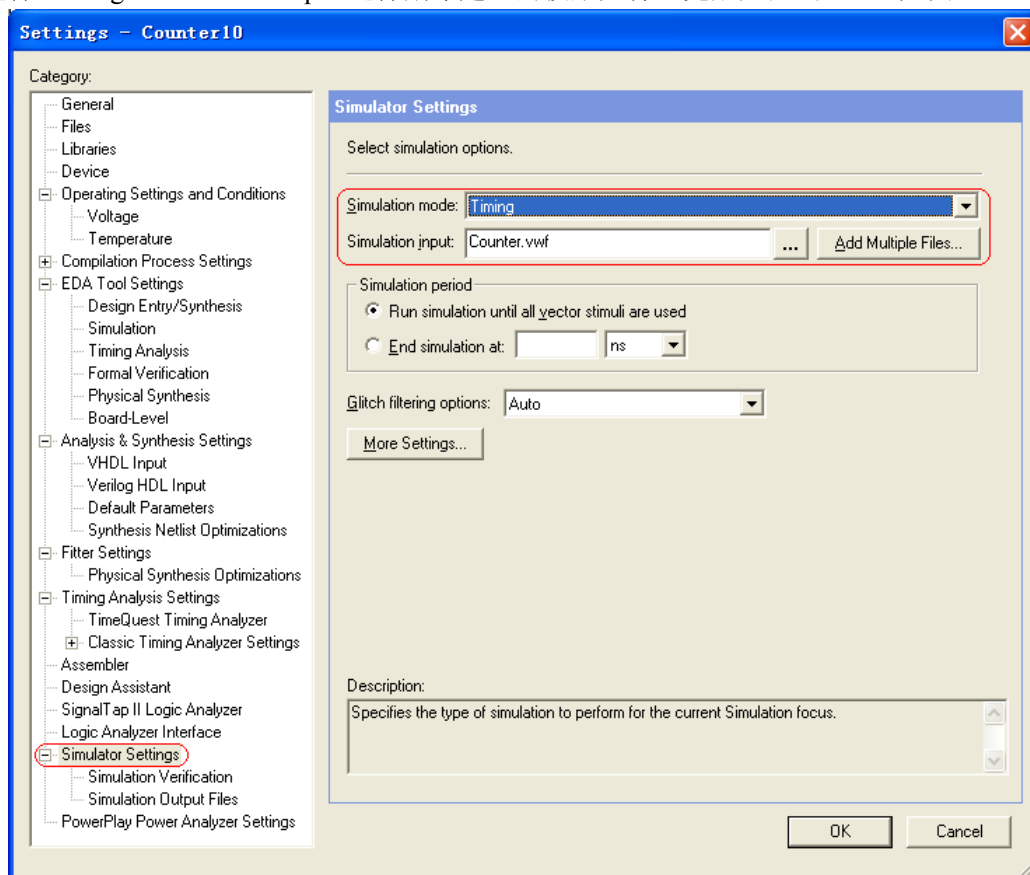 Settings - Counter10
Category:
General
Files
Libraries
Device
Operating Settings and Conditions
Voltage
Temperature
Compilation Process Settings
EDA Tool Settings
Design Entry/Synthesis
Simulation
Timing Analysis
Formal Verification
Physical Synthesis
Board-Level
Analysis & Synthesis Settings
VHDL Input
Verilog HDL Input
Default Parameters
Synthesis Netlist Optimizations
Fitter Settings
Physical Synthesis Optimizations
Timing Analysis Settings
TimeQuest Timing Analyzer
Classic Timing Analyzer Settings
Assembler
Design Assistant
SignalTap II Logic Analyzer
Logic Analyzer Interface
Simulator Settings
Simulation Verification
Simulation Output Files
PowerPlay Power Analyzer Settings
Simulator Settings
Select simulation options.
Simulation mode: Timing
Simulation input: Counter.vwf ... Add Multiple Files...
Simulation period
Run simulation until all vector stimuli are used
End simulation at: ns
Glitch filtering options: Auto
More Settings...
Description:
Specifies the type of simulation to perform for the current Simulation focus.
OK Cancel